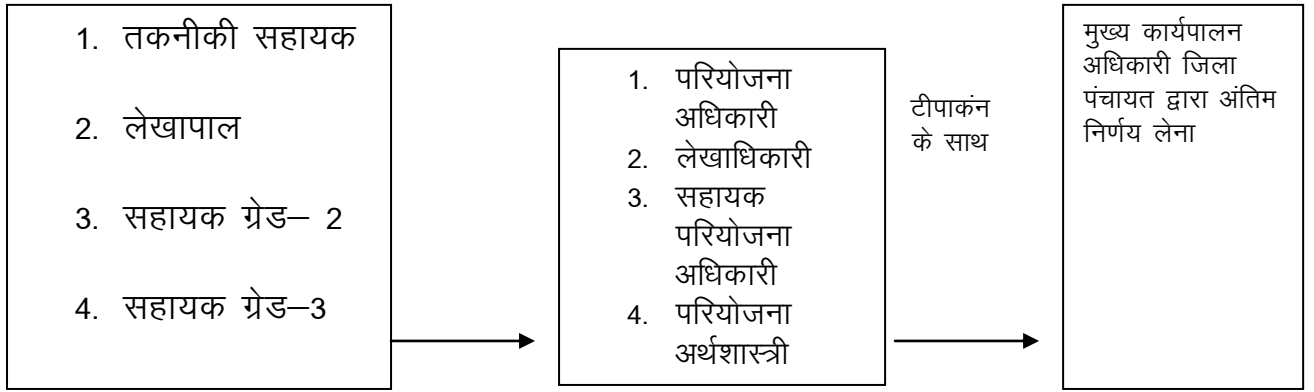 1. तकनीकी सहायक
2. लेखापाल
3. सहायक ग्रेड– 2
4. सहायक ग्रेड–3
1. परियोजना
अधिकारी
2. लेखाधिकारी
3. सहायक
परियोजना
अधिकारी
4. परियोजना
अर्थशास्त्री
टीपाकंन
के साथ
मुख्य कार्यपालन
अधिकारी जिला
पंचायत द्वारा अंतिम
निर्णय लेना